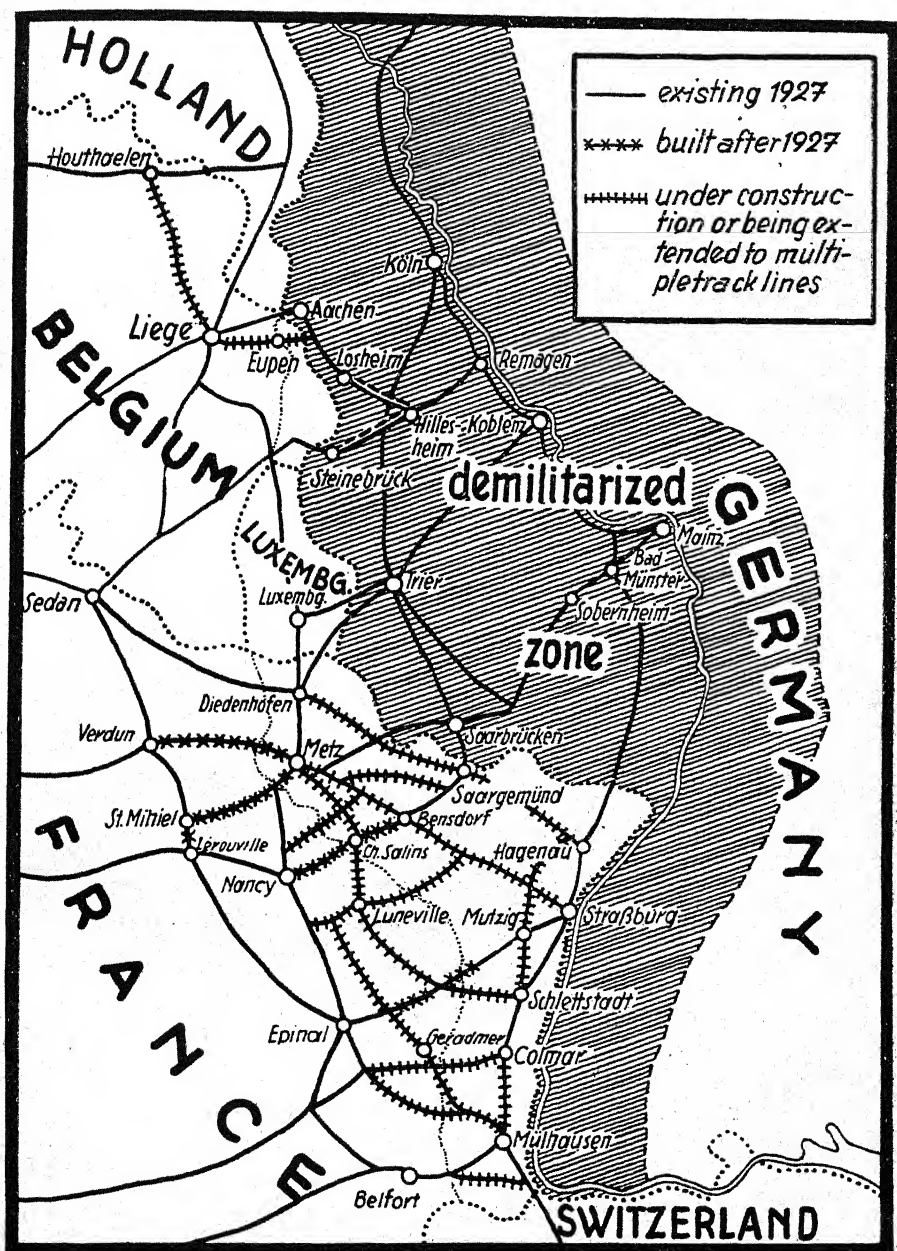 HOLLAND
existing 1927
built after 1927
under construc-
tion or being ex-
tended to multi-
pletrack lines
Houthaelen
Köln
Aachen
Liege
Eupen
Losheim
Remagen
BELGIUM
Hilles-
heim
Koblenz
Steinebrück
demilitarized
GERMANY
Mainz
Bad
Münster
LUXEMBG.
Luxembg.
Trier
Sobernheim
Sedan
zone
Diedenhofen
Verdun
Metz
Saarbrücken
Saargemünd
FRANCE
St. Mihiel
Bensdorf
Lerouville
Ch. Salins
Hagenau
Nancy
Luneville
Mutzig
Straßburg
Schlettstadt
Epinal
Geradmer
Colmar
Mülhausen
Belfort
SWITZERLAND